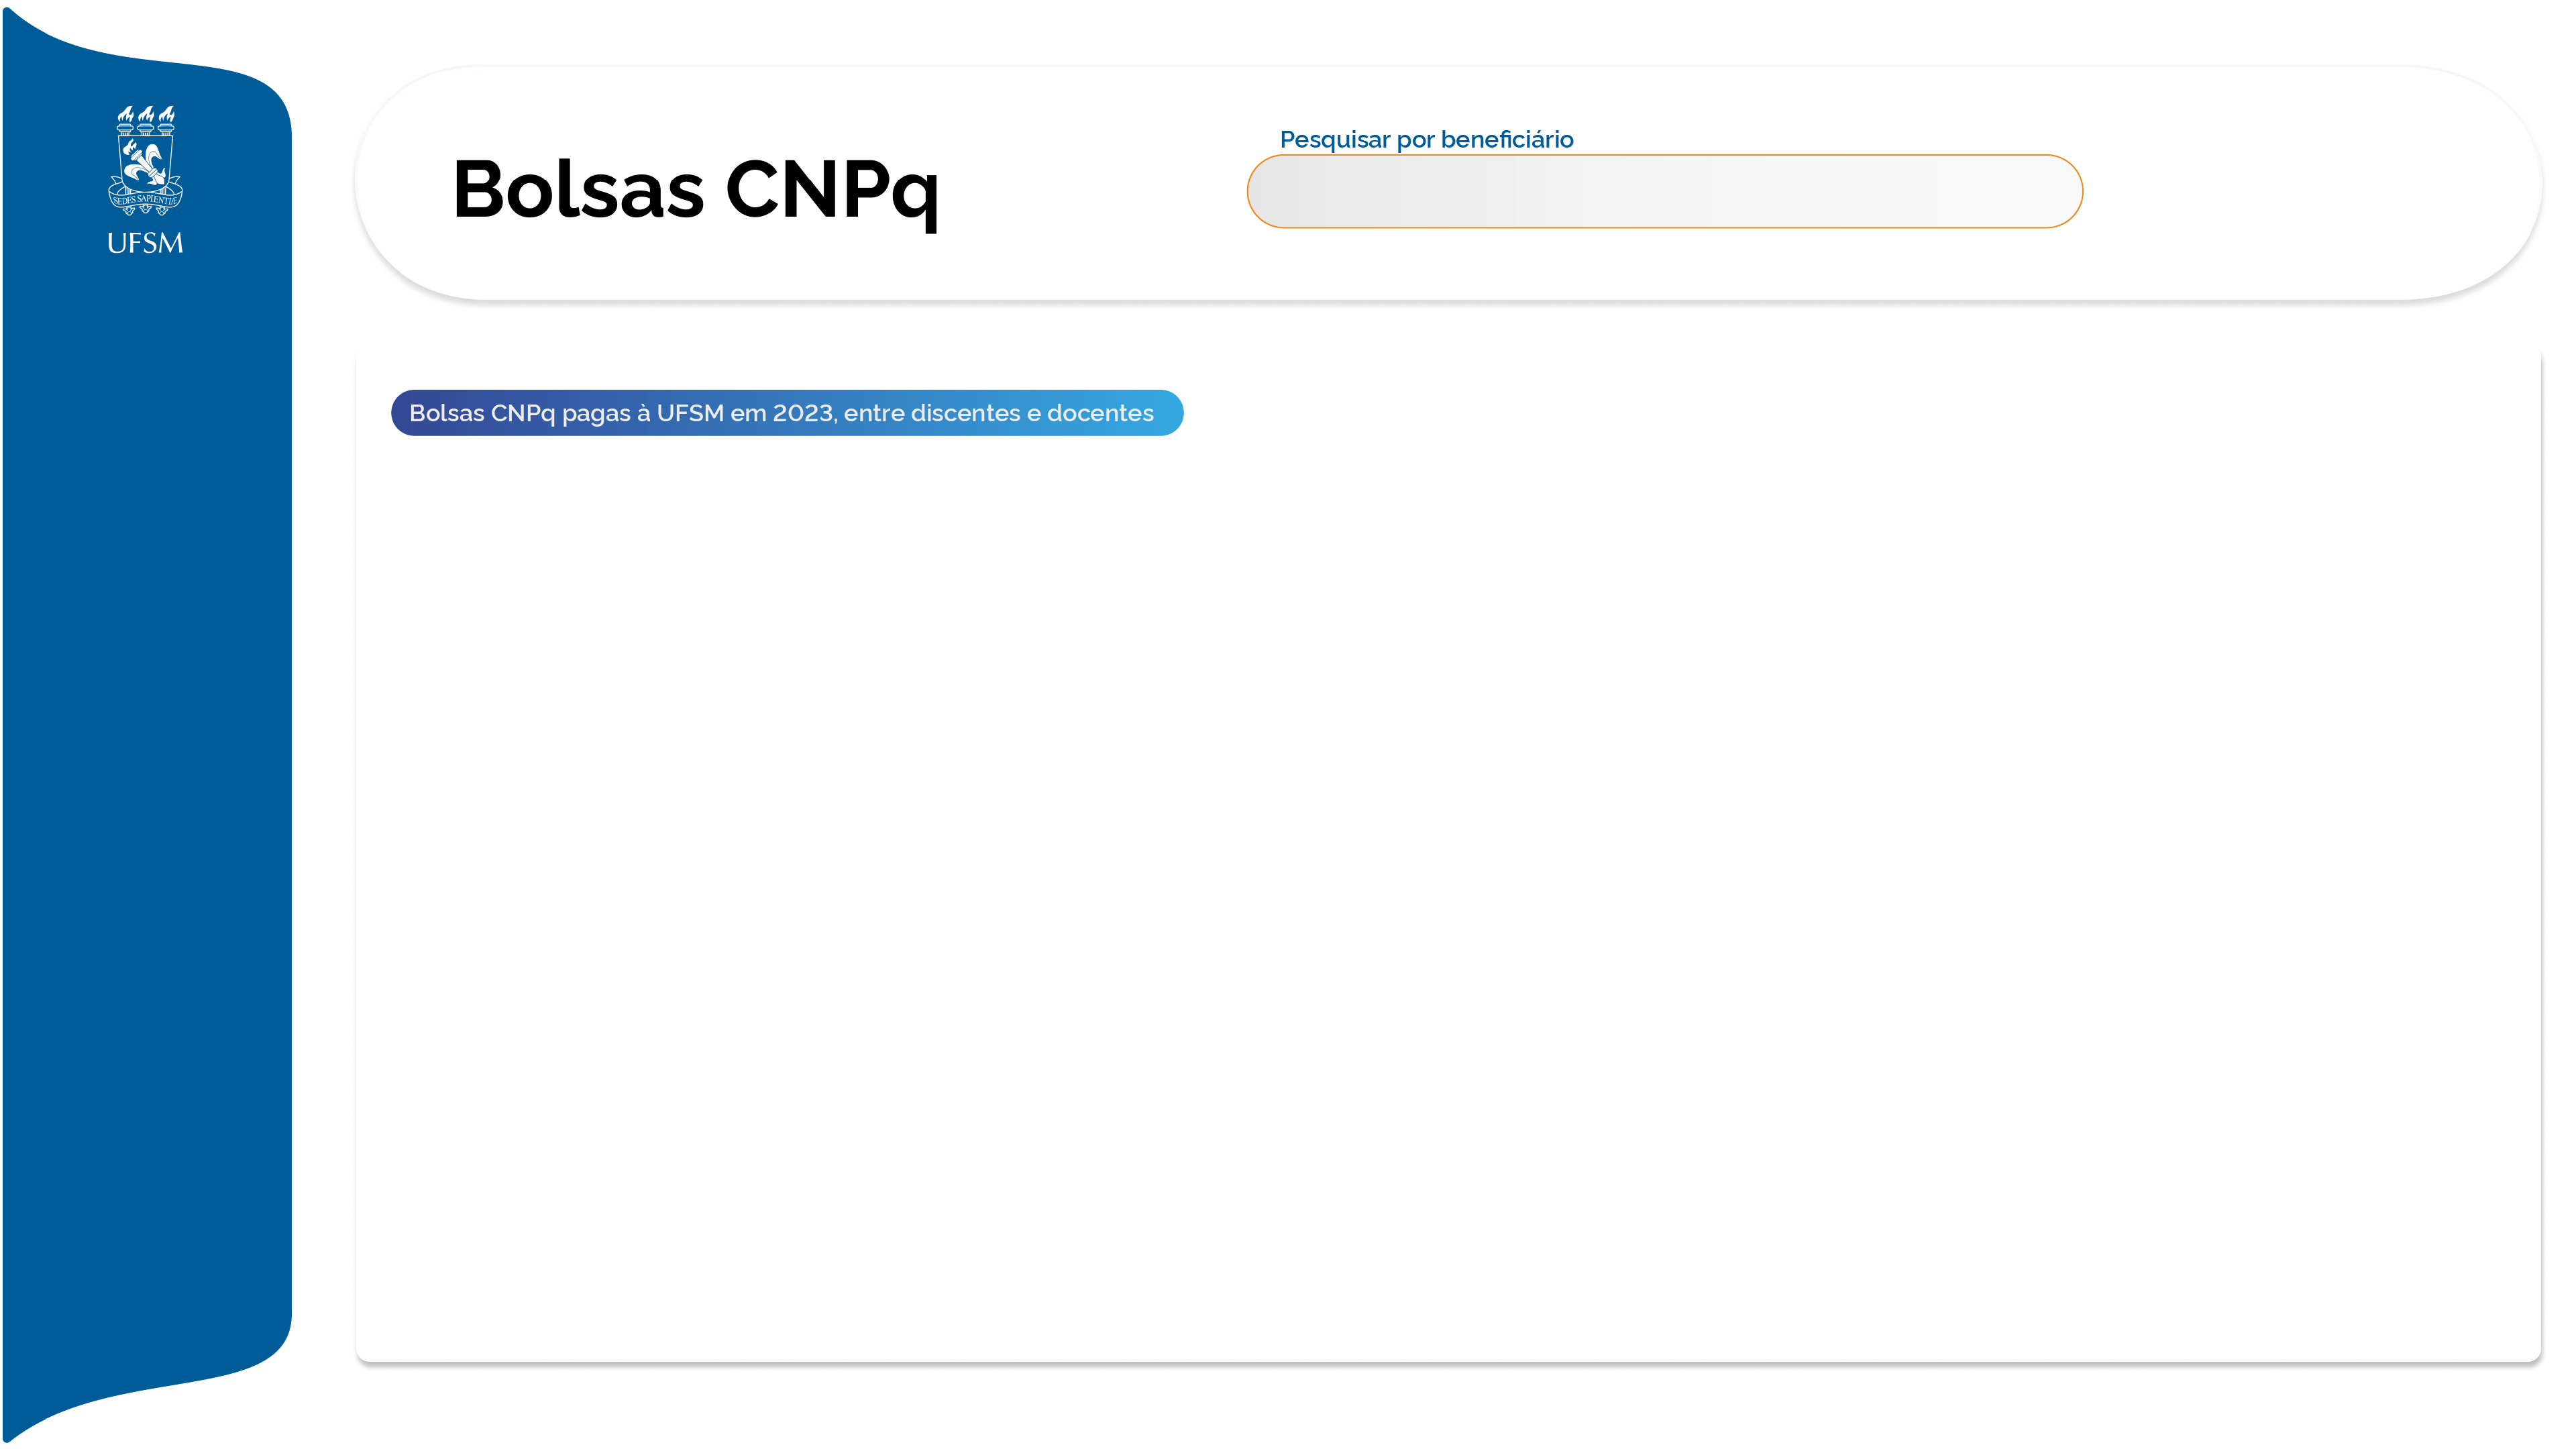 SEDES SAPIENTIÆ
UFSM
Bolsas CNPq
Pesquisar por beneficiário
Bolsas CNPq pagas à UFSM em 2023, entre discentes e docentes